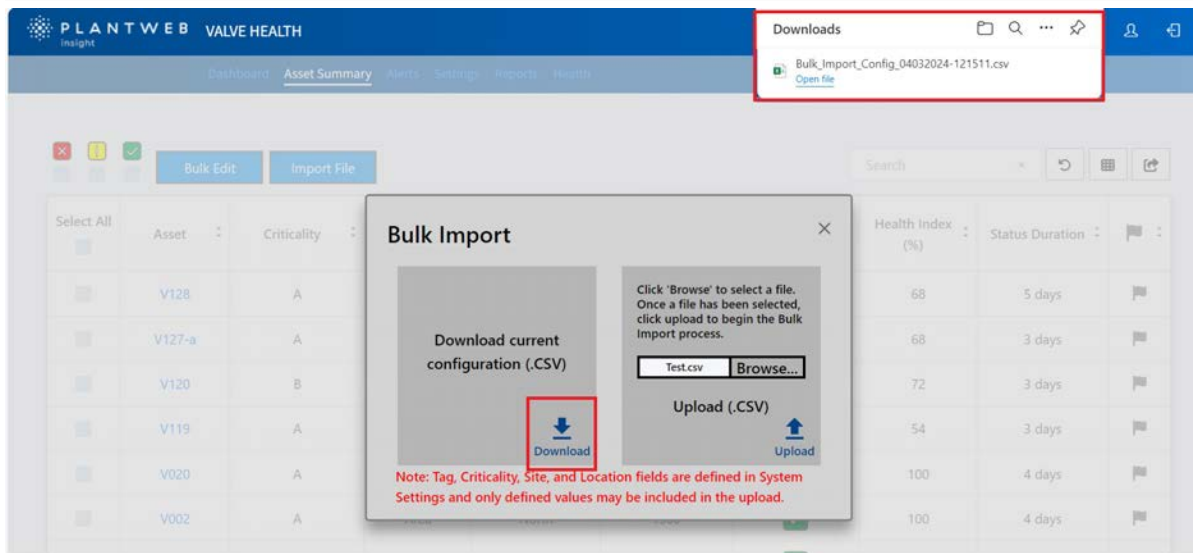 PLANTWEB
insight
VALVE HEALTH
Downloads
Bulk_Import_Config_04032024-121511.csv
Open file
Dashboard Asset Summary Alerts Settings Reports Health
Bulk Edit Import File Search
Select All Asset Criticality Health Index (%) Status Duration
V128 A 68 5 days
V127-a A 68 3 days
V120 B 72 3 days
V119 A 54 3 days
V020 A 100 4 days
V002 A 100 4 days
Bulk Import
Download current
configuration (.CSV)
Download
Click 'Browse' to select a file.
Once a file has been selected,
click upload to begin the Bulk
Import process.
Test.csv Browse...
Upload (.CSV)
Upload
Note: Tag, Criticality, Site, and Location fields are defined in System
Settings and only defined values may be included in the upload.